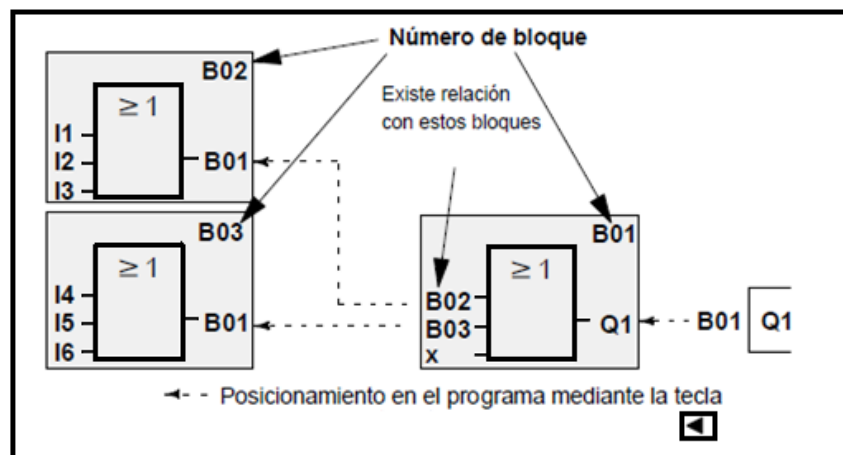 Número de bloque
B02
≥ 1
I1
I2
I3
B01
Existe relación
con estos bloques
B03
≥ 1
I4
I5
I6
B01
B01
≥ 1
B02
B03
x
Q1
B01
Q1
Posicionamiento en el programa mediante la tecla